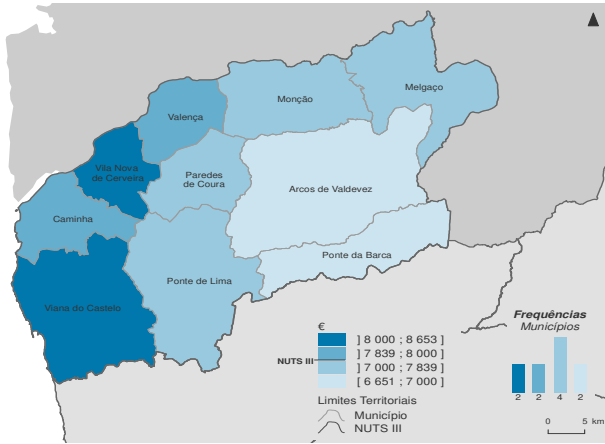 Melgaço
Monção
Valença
Vila Nova
de Cerveira
Paredes
de Coura
Arcos de Valdevez
Caminha
Ponte da Barca
Ponte de Lima
Viana do Castelo
€
] 8 000 ; 8 653 ]
] 7 839 ; 8 000 ]
NUTS III
] 7 000 ; 7 839 ]
[ 6 651 ; 7 000 ]
Limites Territoriais
Município
NUTS III
Frequências
Municípios
2 2 4 2
0 5 km